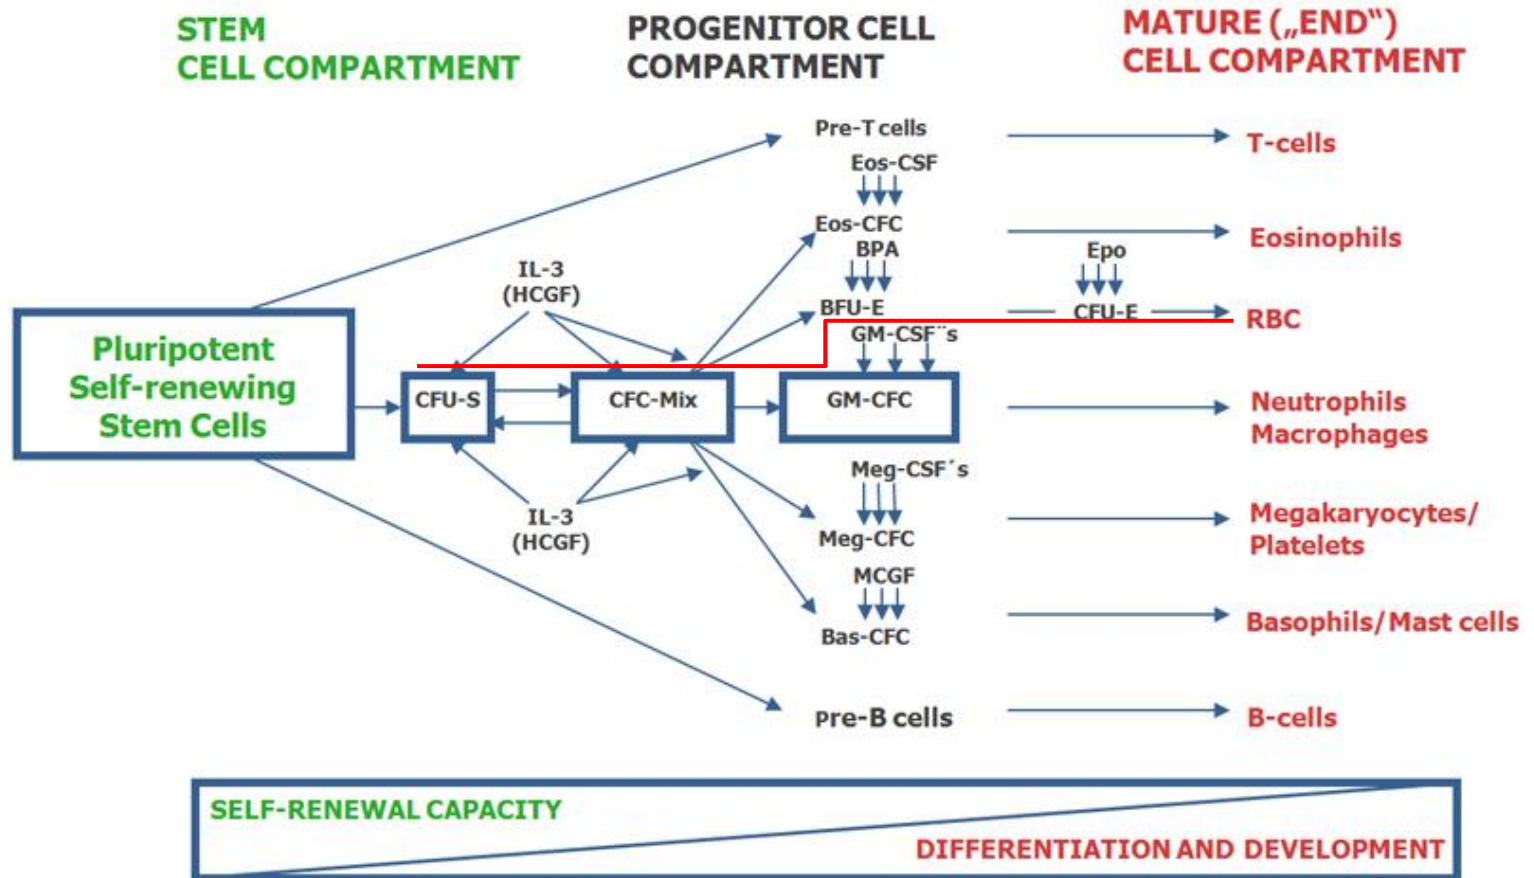 STEM
CELL COMPARTMENT
PROGENITOR CELL
COMPARTMENT
MATURE („END“)
CELL COMPARTMENT
Pre-T cells
T-cells
Eos-CSF
Eos-CFC
Eosinophils
BPA
Epo
IL-3
(HCGF)
BFU-E
CFU-E
RBC
GM-CSF¨s
Pluripotent
Self-renewing
Stem Cells
CFU-S
CFC-Mix
GM-CFC
Neutrophils
Macrophages
Meg-CSF´s
IL-3
(HCGF)
Meg-CFC
Megakaryocytes/
Platelets
MCGF
Bas-CFC
Basophils/Mast cells
Pre-B cells
B-cells
SELF-RENEWAL CAPACITY
DIFFERENTIATION AND DEVELOPMENT